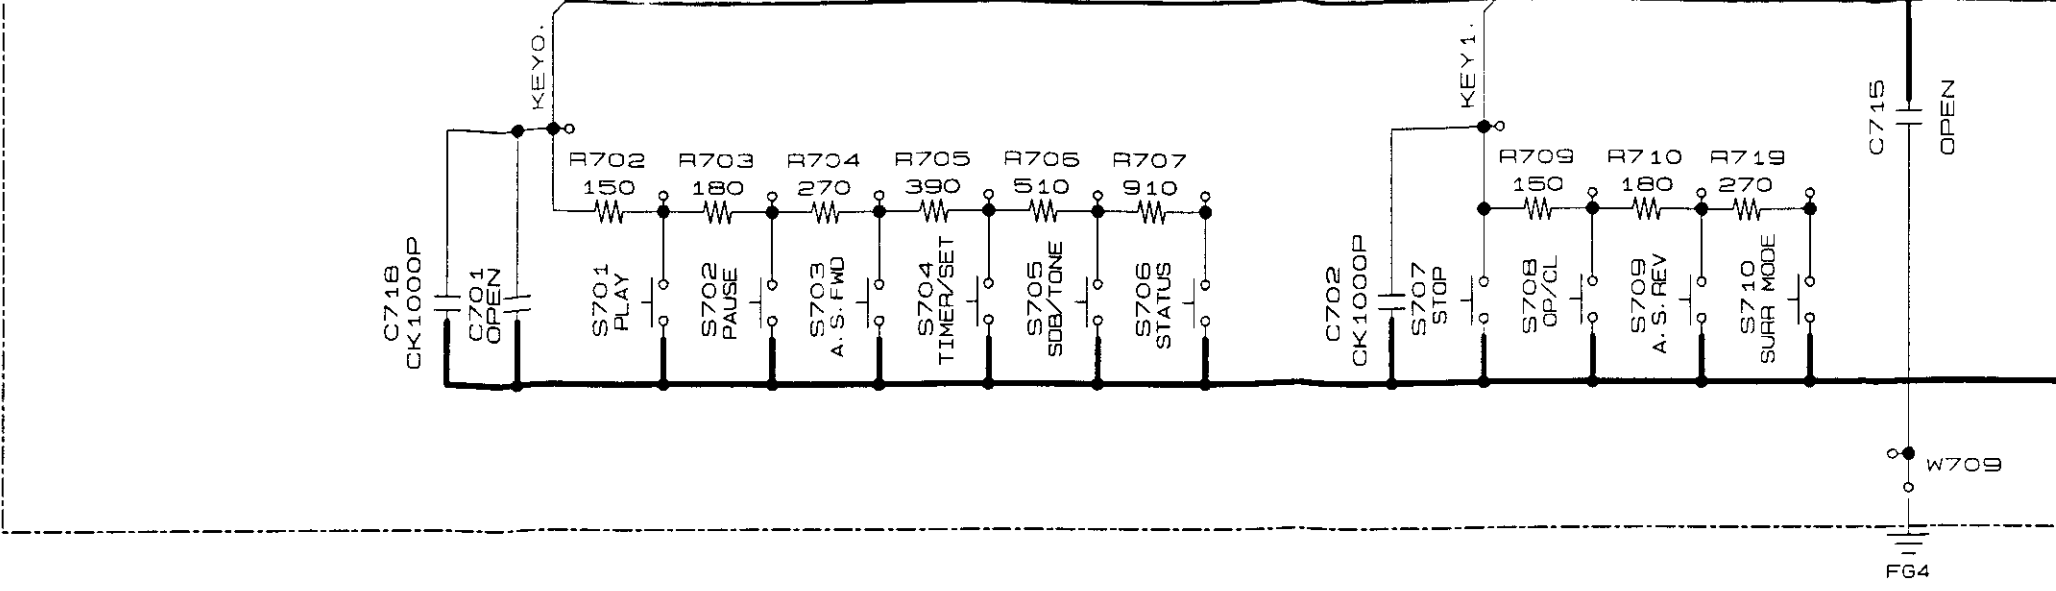 KEY0.
KEY1.
C715
OPEN
R702
150
R703
180
R704
270
R705
390
R706
510
R707
910
R709
150
R710
180
R719
270
C718
CK1000P
C701
OPEN
S701
PLAY
S702
PAUSE
S703
A.S.FWD
S704
TIMER/SET
S705
SDB/TONE
S706
STATUS
C702
CK1000P
S707
STOP
S708
OP/CL
S709
A.S.REV
S710
SURR MODE
W709
FG4